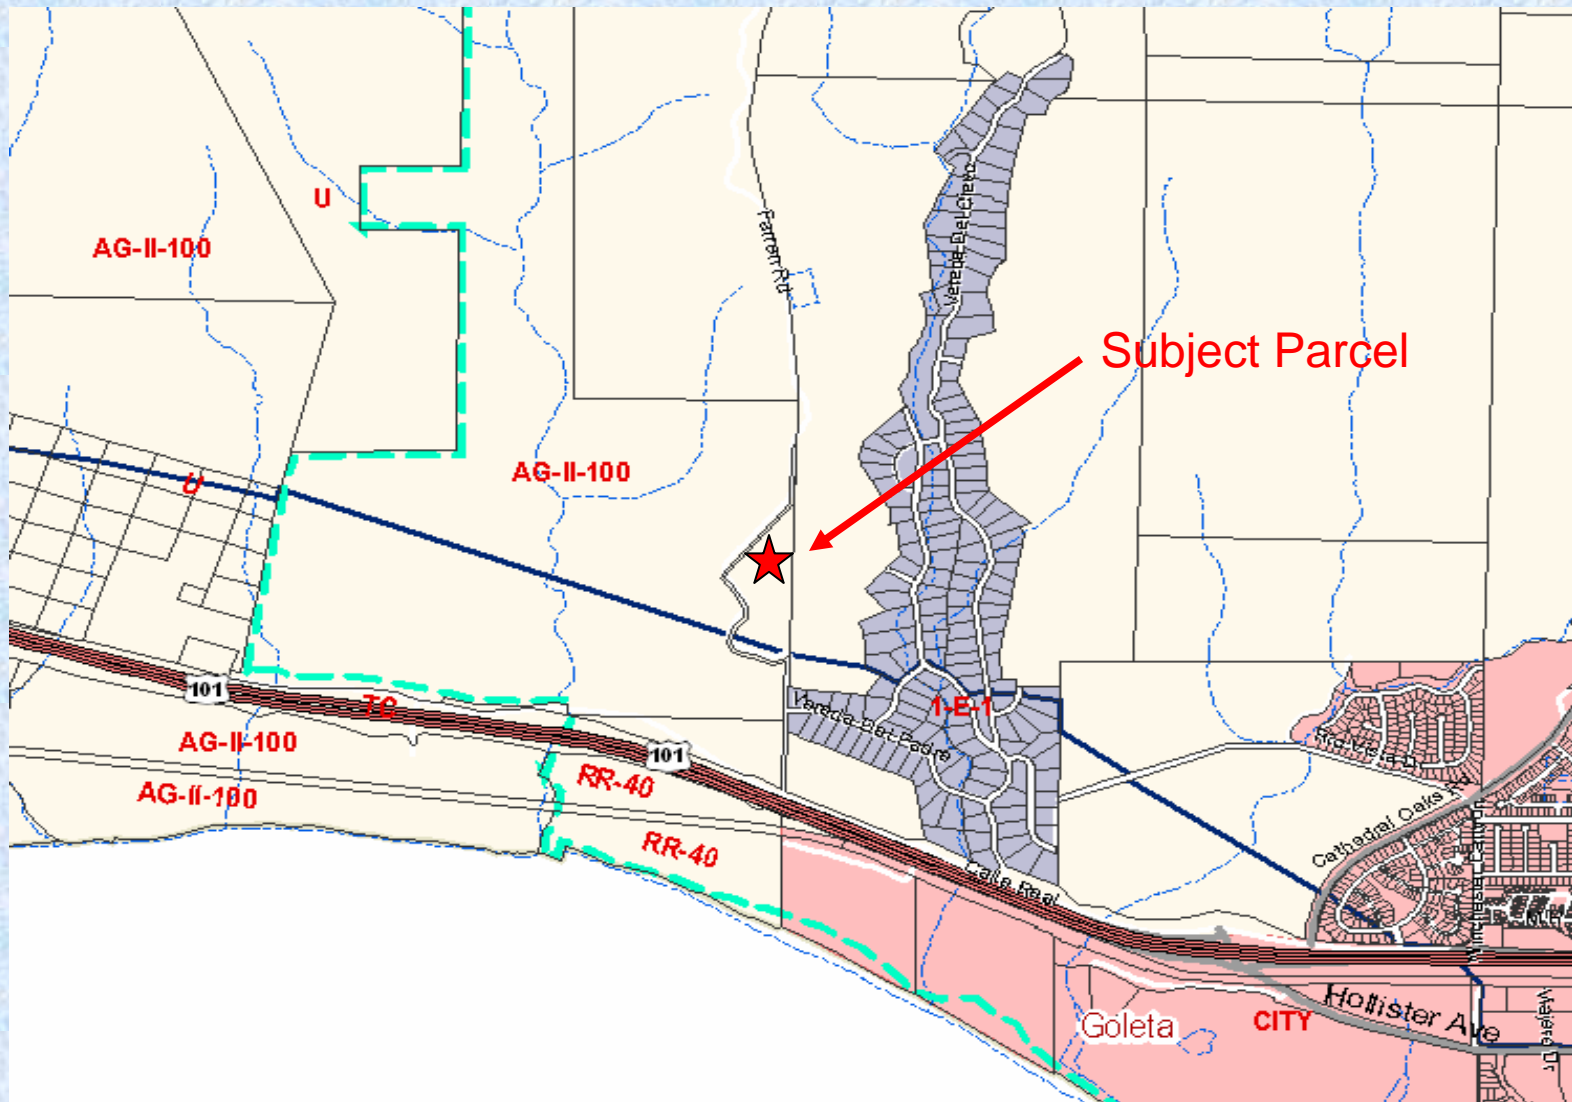 Vereda Del Ciervo
U
Farren Rd
AG-II-100
Subject Parcel
AG-II-100
U
101
TC
1-E-1
Vereda Del Padre
AG-II-100
101
Rio Vista D
RR-40
AG-II-100
Cathedral Oaks Rd
RR-40
Calle Real
Winchester Canyon
Hollister Ave
Goleta
CITY